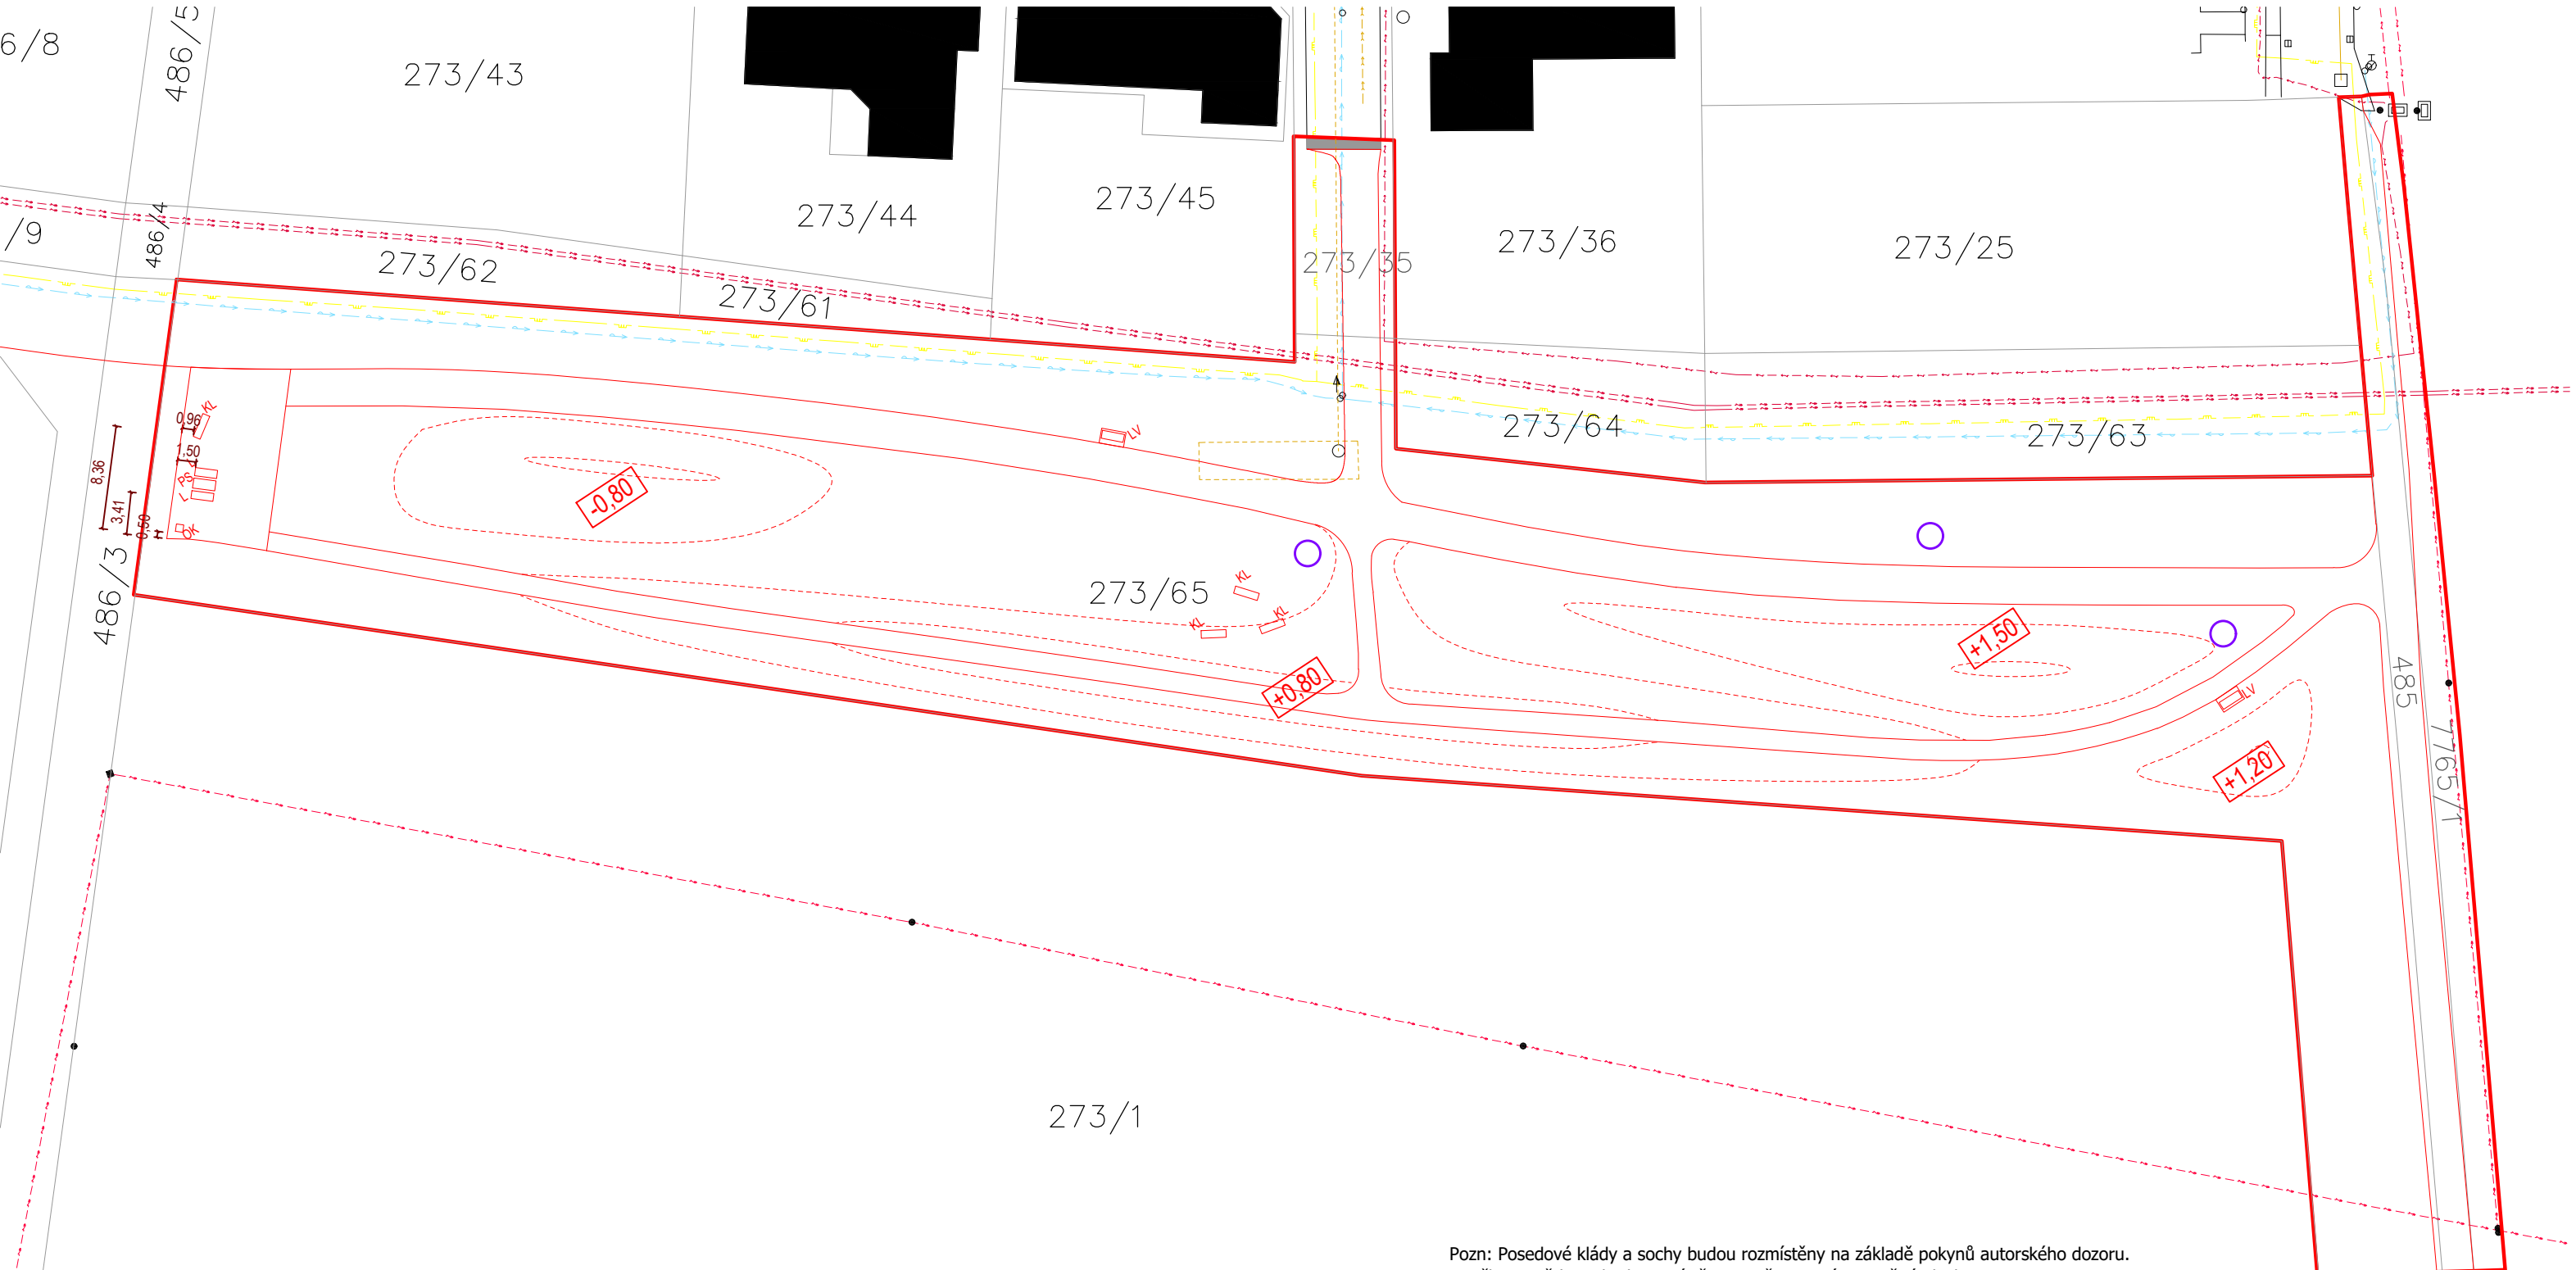 6/8
486/5
273/43
273/44
273/45
273/35
273/36
273/25
/9
486/4
273/62
273/61
273/64
273/63
KL
0,96
1,50
8,36
3,41
0,50
PS
L
OK
LV
-0,80
273/65
KL
KL
KL
+0,80
+1,50
LV
+1,20
486/3
485
7765/1
273/1
Pozn: Posedové klády a sochy budou rozmístěny na základě pokynů autorského dozoru.